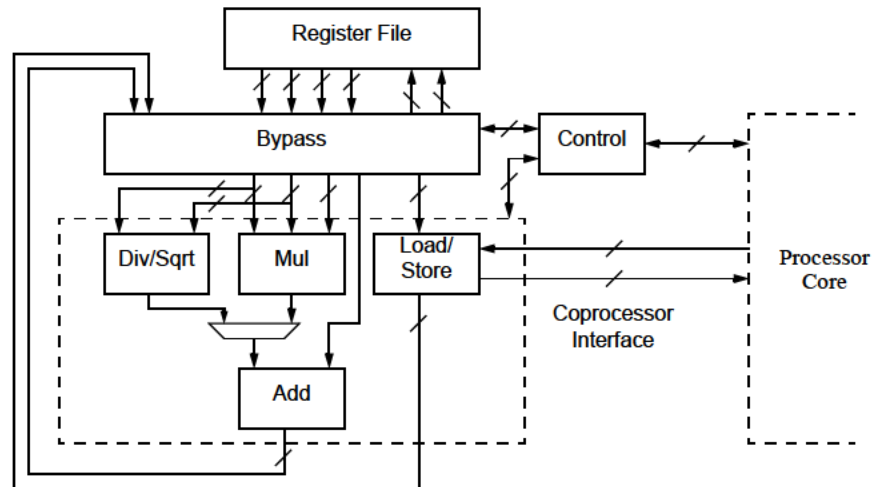 Register File
Bypass
Control
Div/Sqrt
Mul
Load/
Store
Processor
Core
Coprocessor
Interface
Add